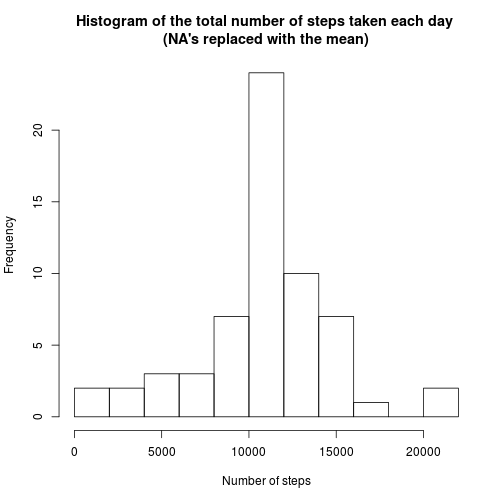 Histogram of the total number of steps taken each day
(NA's replaced with the mean)
Frequency
20
15
10
5
0
0 5000 10000 15000 20000
Number of steps